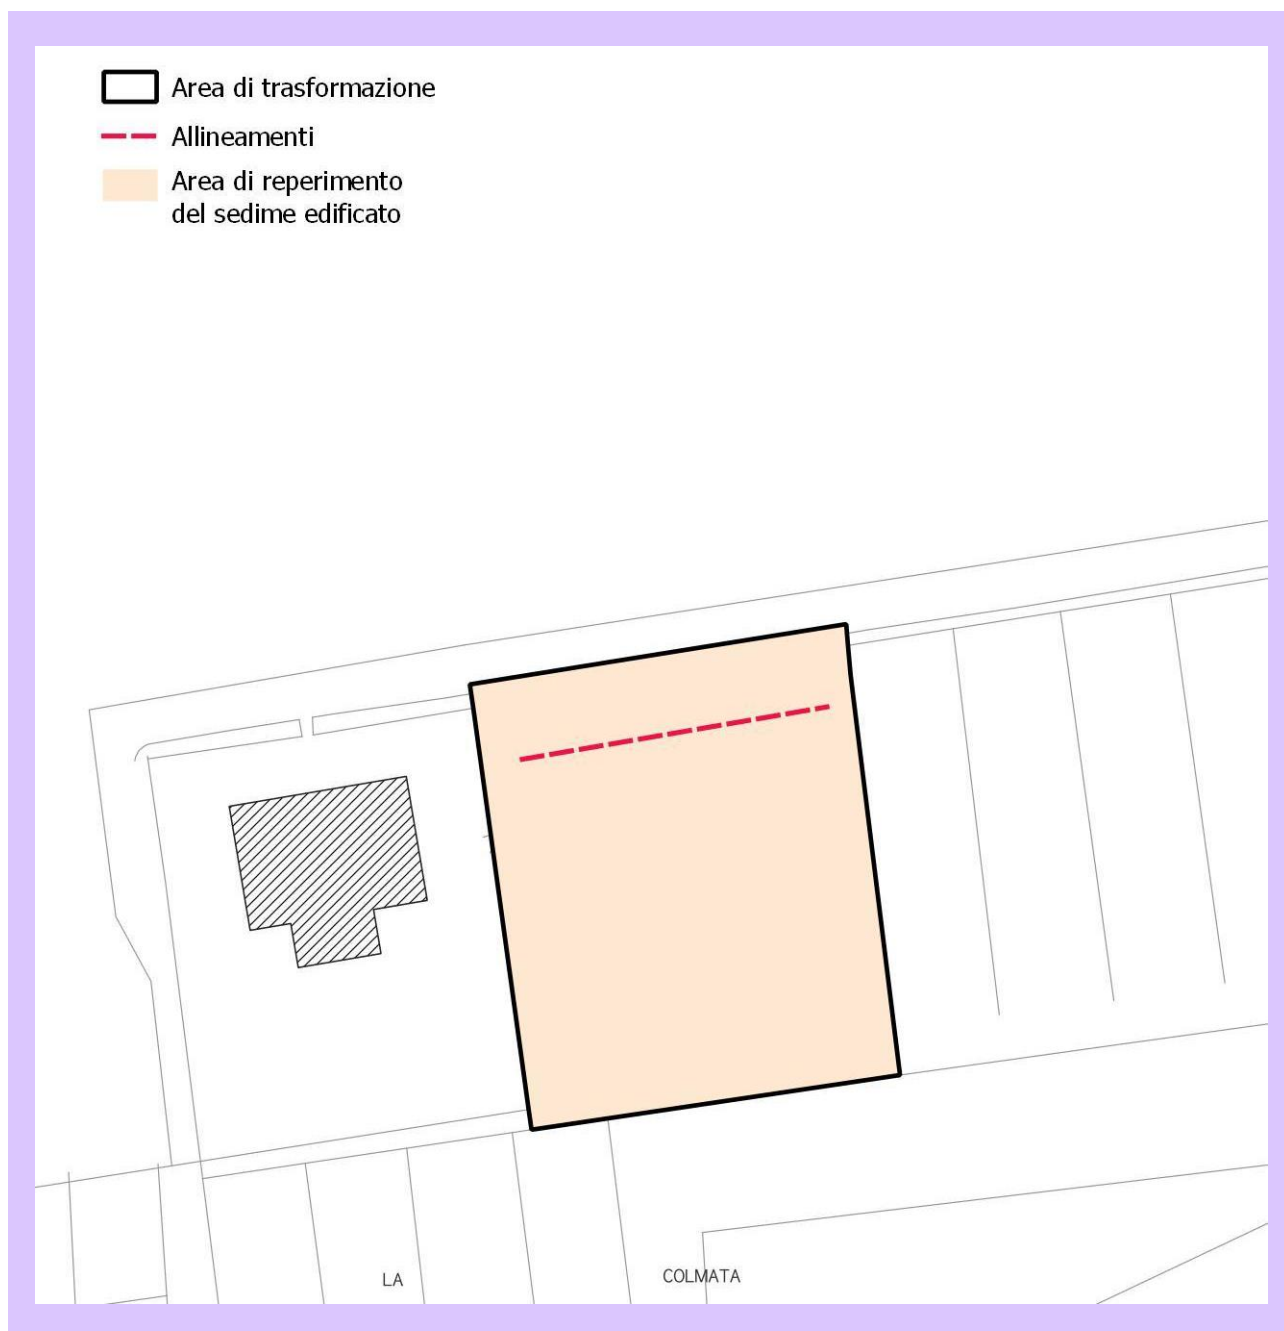 Area di trasformazione
Allineamenti
Area di reperimento
del sedime edificato
LA COLMATA